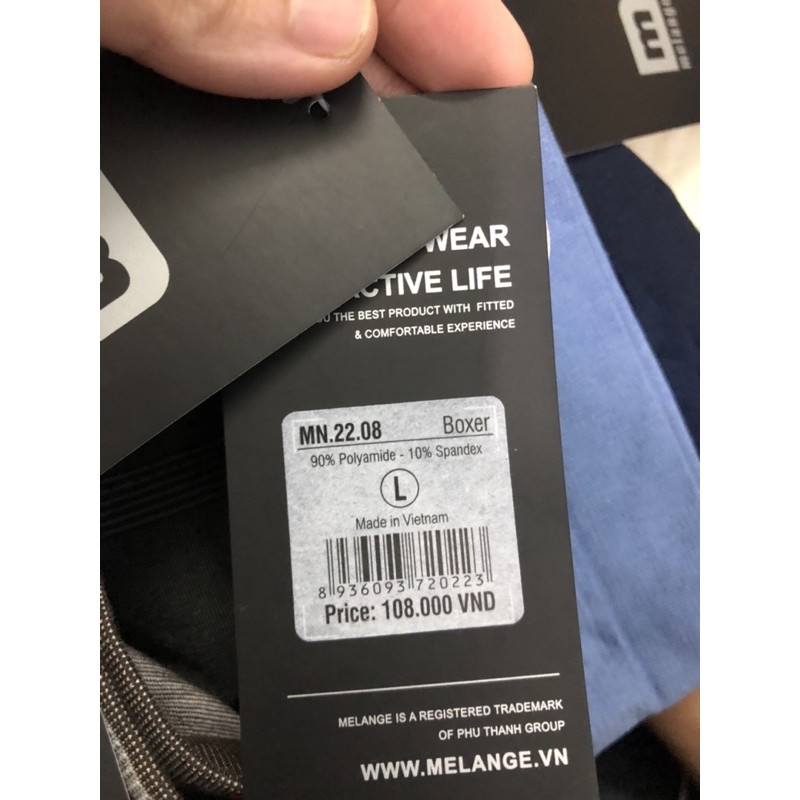 melange
WEAR
ACTIVE LIFE
YOU THE BEST PRODUCT WITH FITTED
& COMFORTABLE EXPERIENCE
MN.22.08 Boxer
90% Polyamide - 10% Spandex
L
Made in Vietnam
8 936093 720223
Price: 108.000 VND
MELANGE IS A REGISTERED TRADEMARK
OF PHU THANH GROUP
WWW.MELANGE.VN